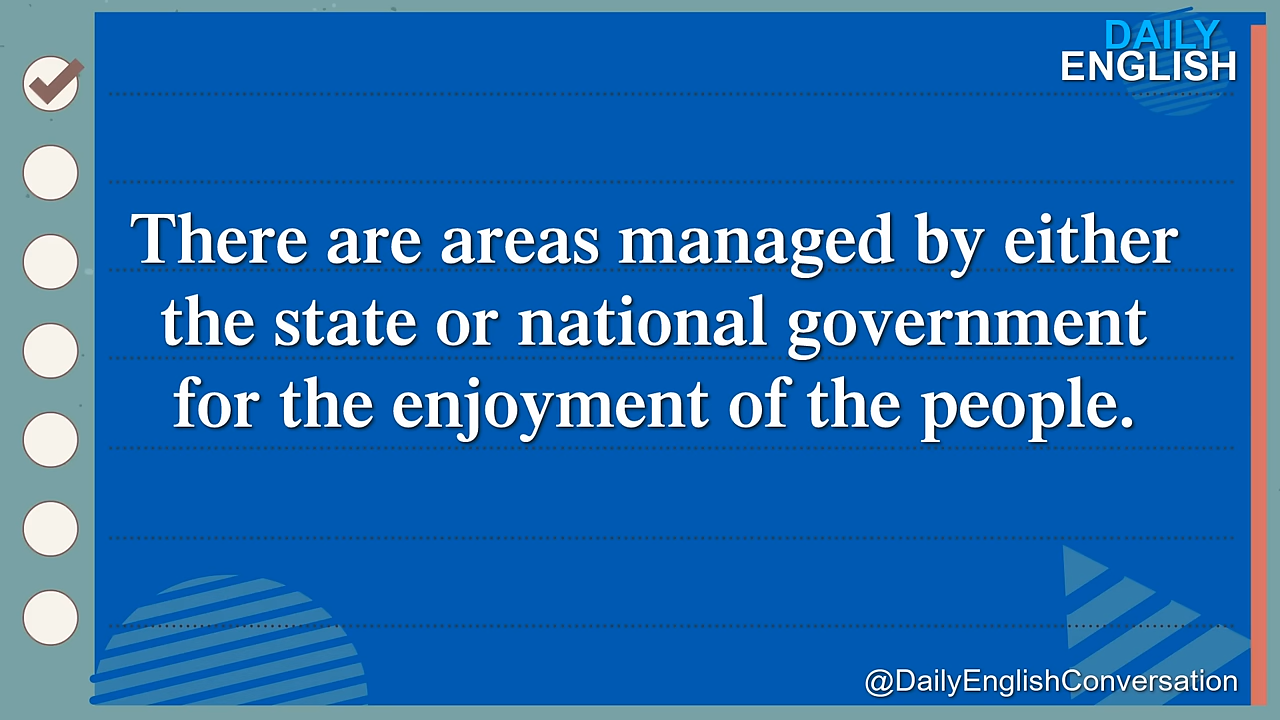 DAILY
ENGLISH
There are areas managed by either
the state or national government
for the enjoyment of the people.
@DailyEnglishConversation